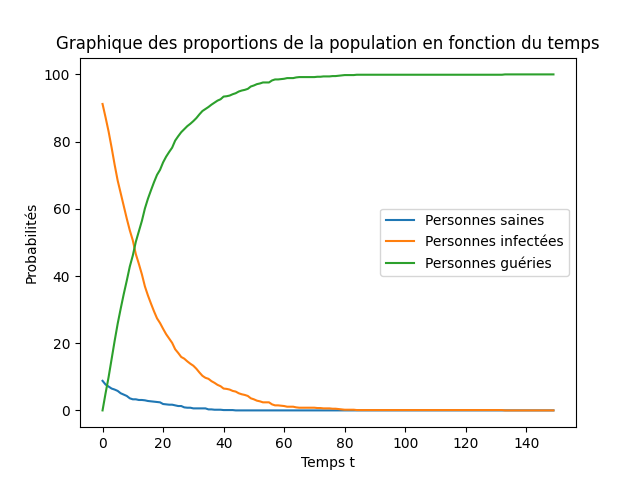 Graphique des proportions de la population en fonction du temps
100
80
60
40
20
0
Probabilités
Personnes saines
Personnes infectées
Personnes guéries
0 20 40 60 80 100 120 140
Temps t